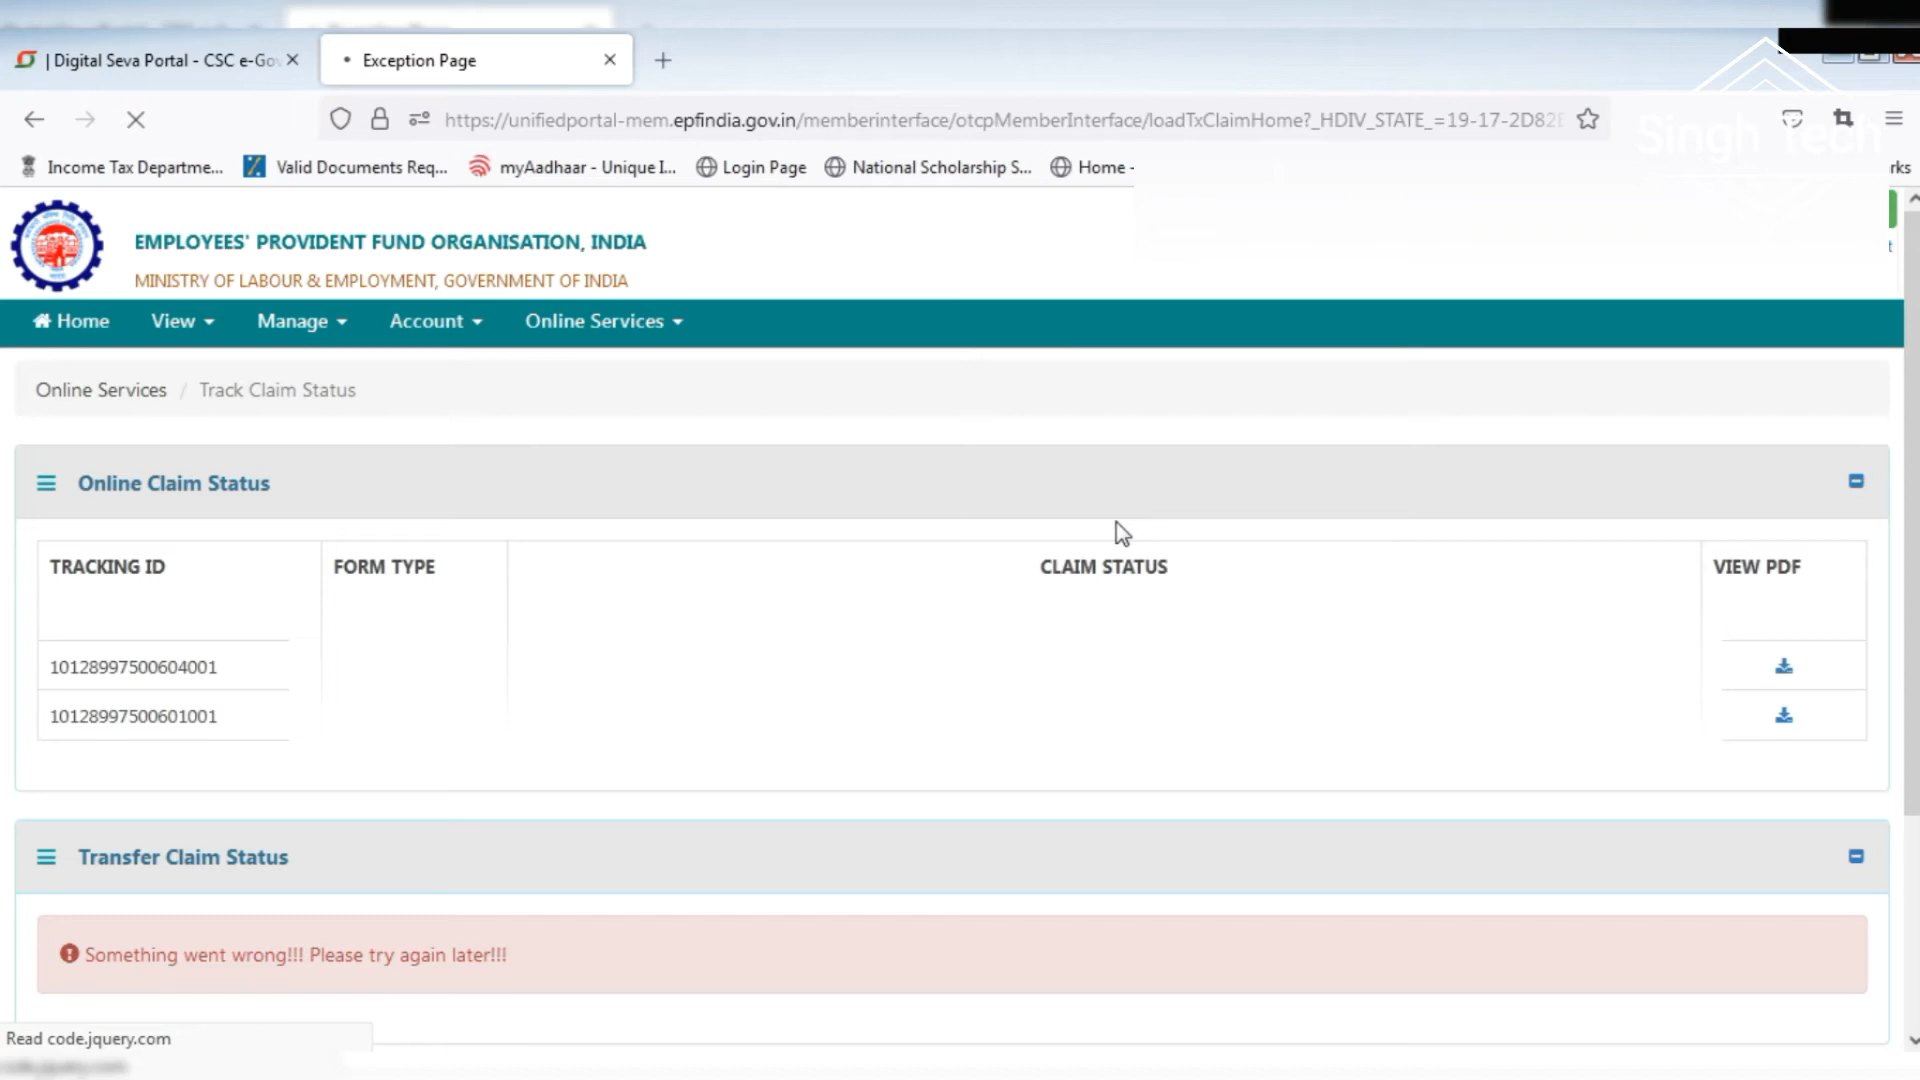 | Digital Seva Portal - CSC e-Go
Exception Page
https://unifiedportal-mem.epfindia.gov.in/memberinterface/otcpMemberInterface/loadTxClaimHome?_HDIV_STATE_=19-17-2D82
Singh Tech
Income Tax Departme...
Valid Documents Req...
myAadhaar - Unique I...
Login Page
National Scholarship S...
Home -
rks
EMPLOYEES' PROVIDENT FUND ORGANISATION, INDIA
MINISTRY OF LABOUR & EMPLOYMENT, GOVERNMENT OF INDIA
t
Home
View
Manage
Account
Online Services
Online Services / Track Claim Status
Online Claim Status
TRACKING ID
FORM TYPE
CLAIM STATUS
VIEW PDF
10128997500604001
10128997500601001
Transfer Claim Status
Something went wrong!!! Please try again later!!!
Read code.jquery.com